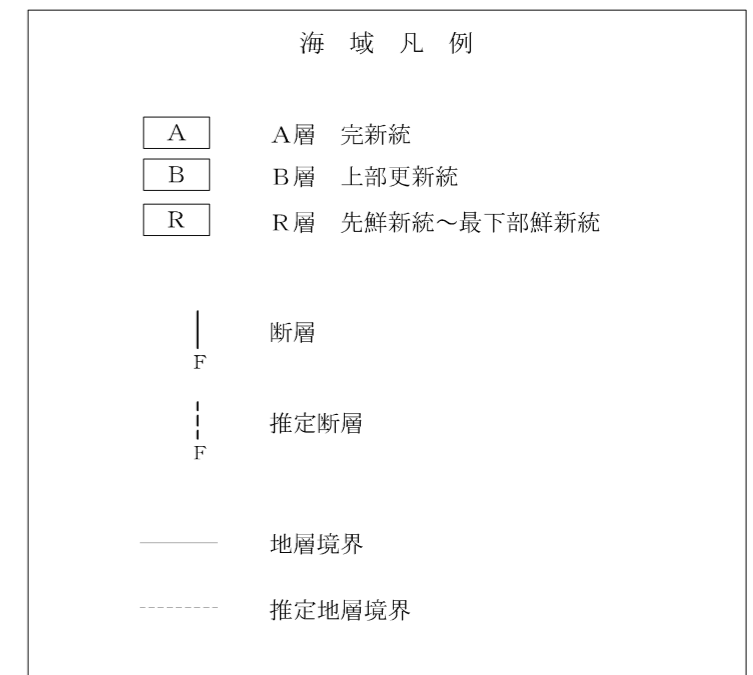 海域凡例
A A層 完新統
B B層 上部更新統
R R層 先鮮新統～最下部鮮新統
断層
F
推定断層
F
地層境界
推定地層境界